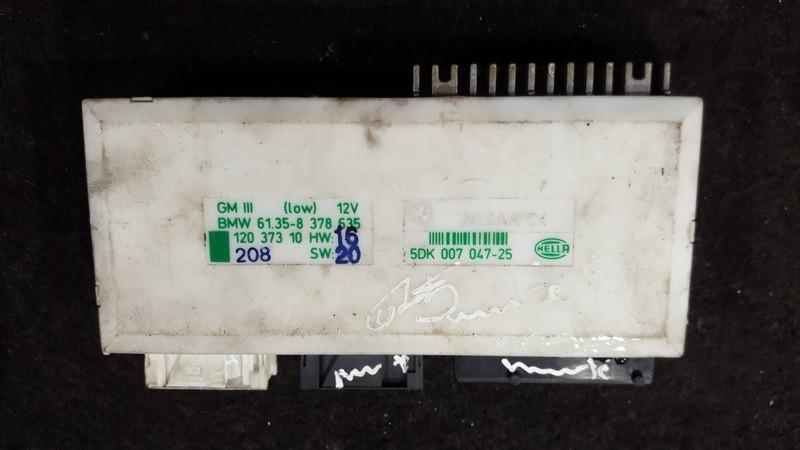 GM III (low) 12V
BMW 61.35-8 378 635
120 373 10 HW: 16
208 SW: 20
5DK 007 047-25
HELLA